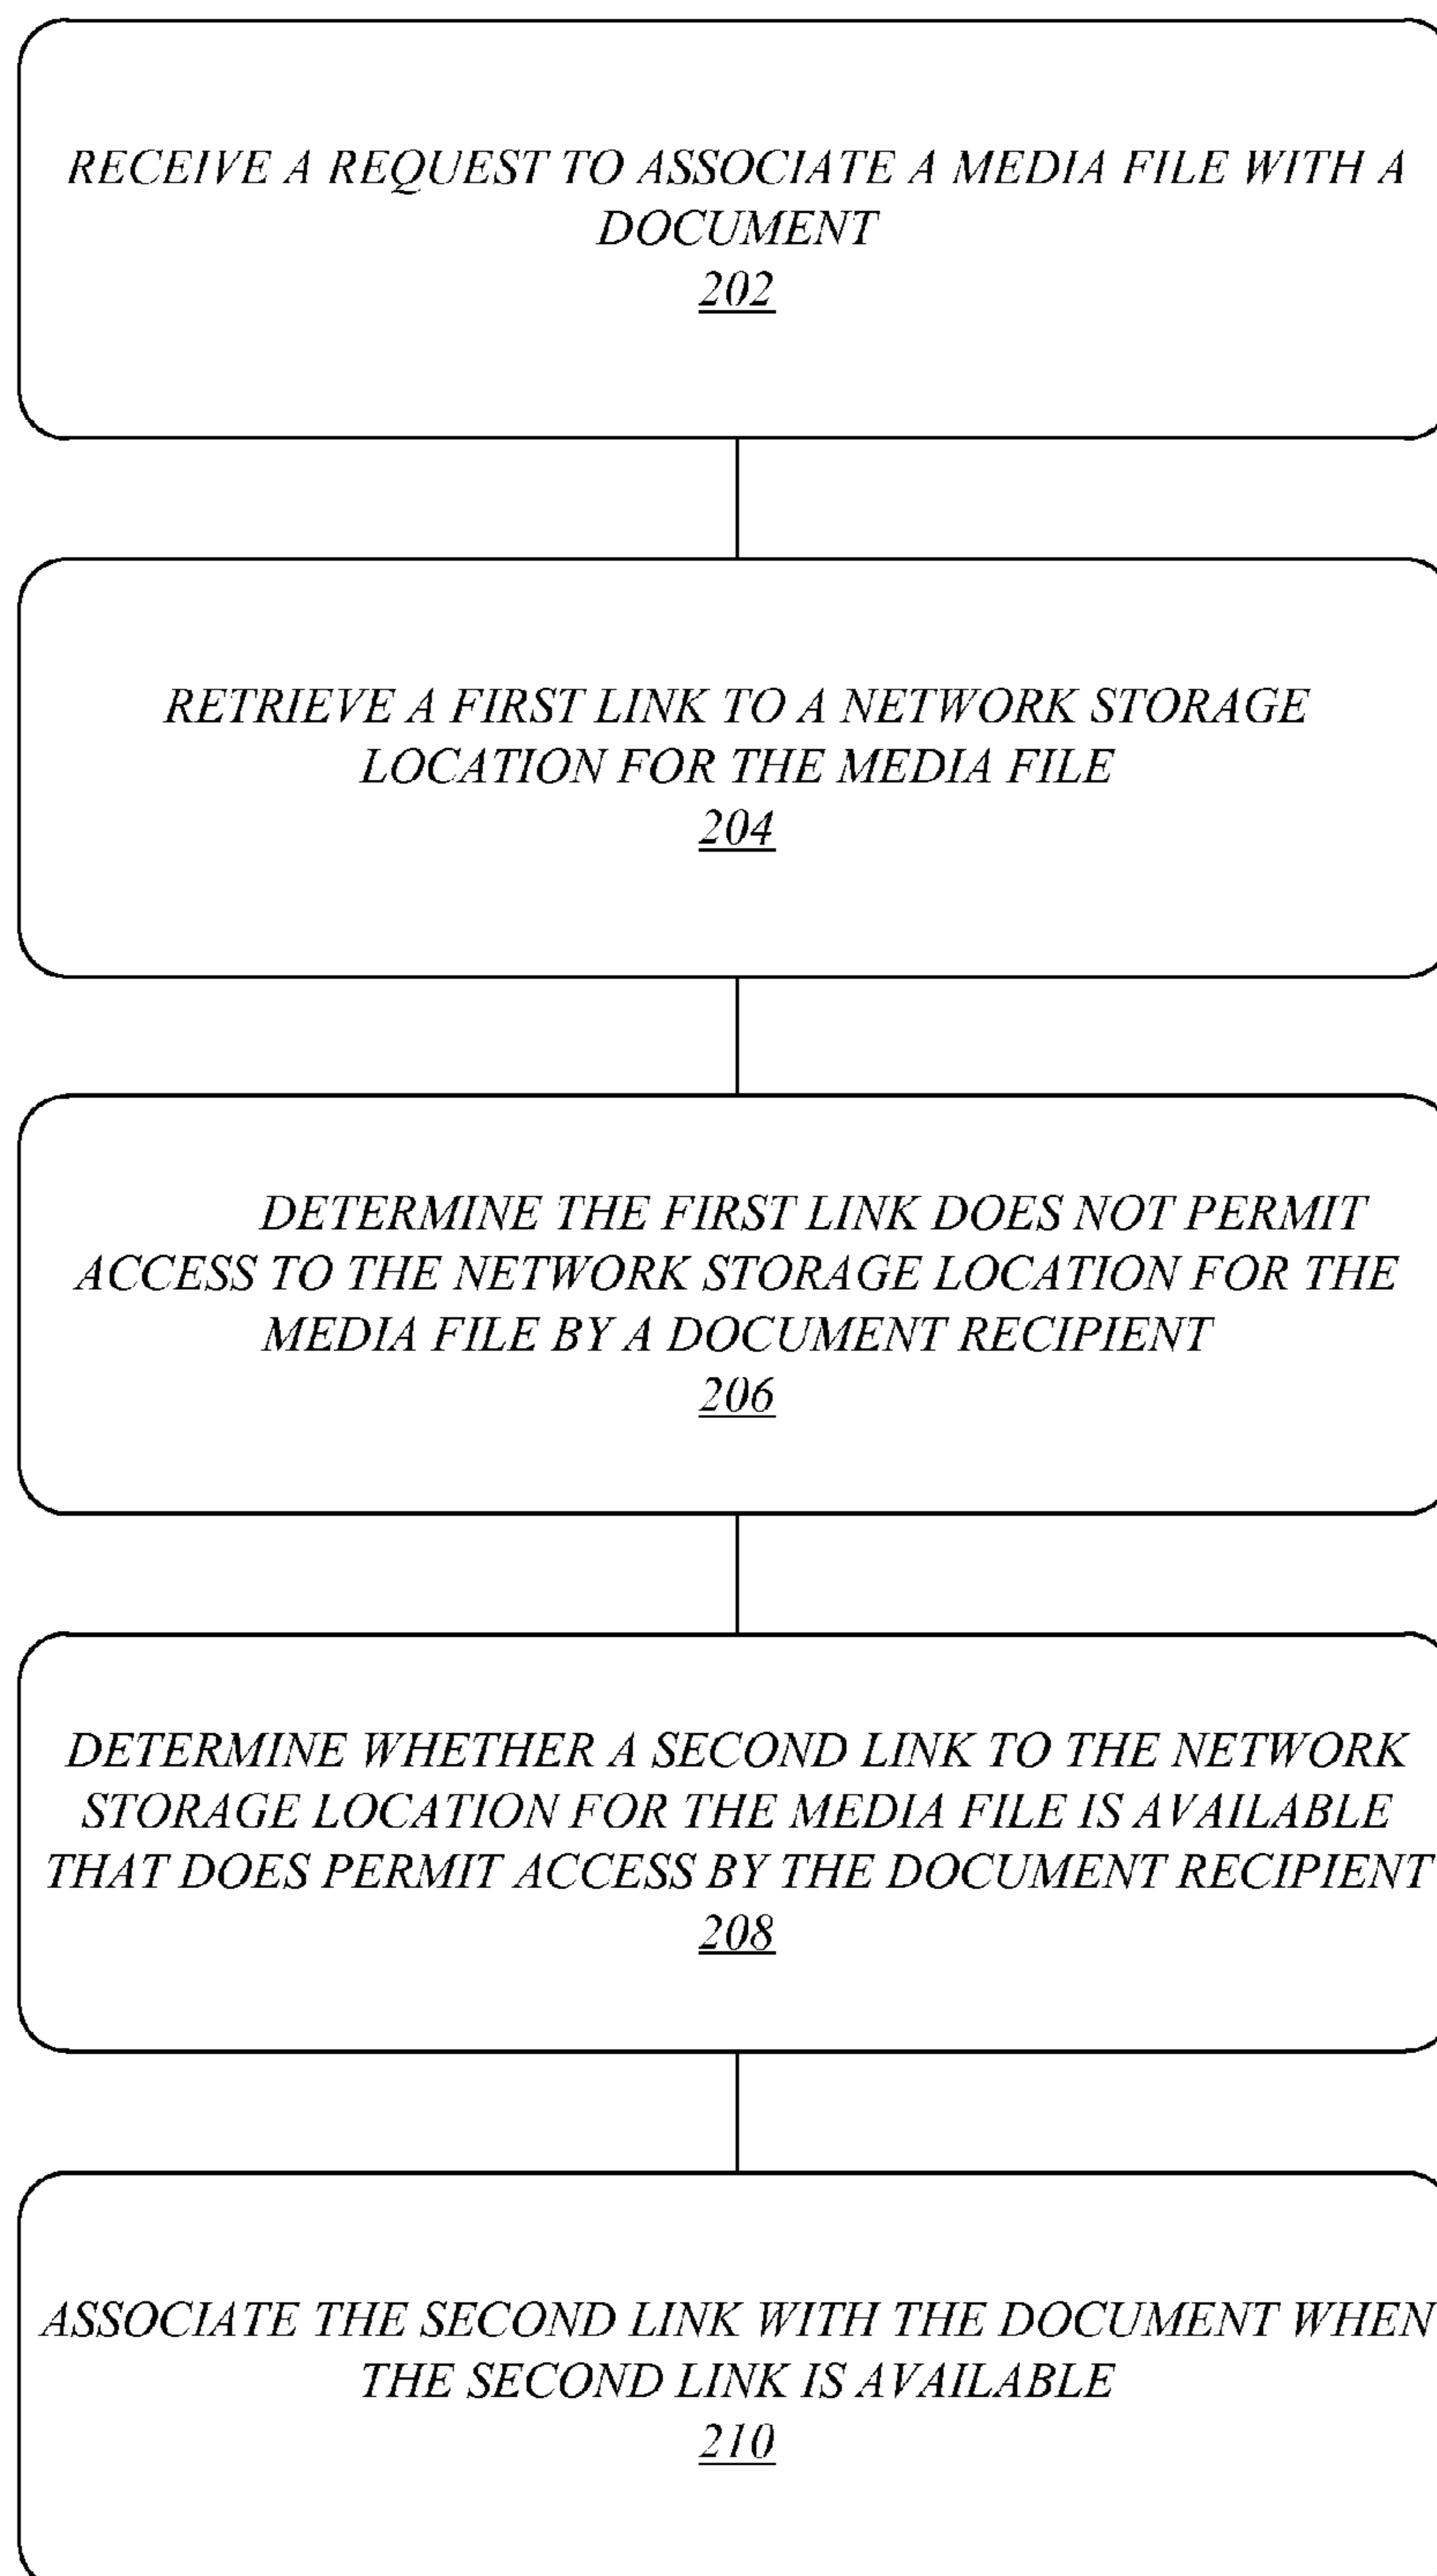 RECEIVE A REQUEST TO ASSOCIATE A MEDIA FILE WITH A
DOCUMENT
202
RETRIEVE A FIRST LINK TO A NETWORK STORAGE
LOCATION FOR THE MEDIA FILE
204
DETERMINE THE FIRST LINK DOES NOT PERMIT
ACCESS TO THE NETWORK STORAGE LOCATION FOR THE
MEDIA FILE BY A DOCUMENT RECIPIENT
206
DETERMINE WHETHER A SECOND LINK TO THE NETWORK
STORAGE LOCATION FOR THE MEDIA FILE IS AVAILABLE
THAT DOES PERMIT ACCESS BY THE DOCUMENT RECIPIENT
208
ASSOCIATE THE SECOND LINK WITH THE DOCUMENT WHEN
THE SECOND LINK IS AVAILABLE
210